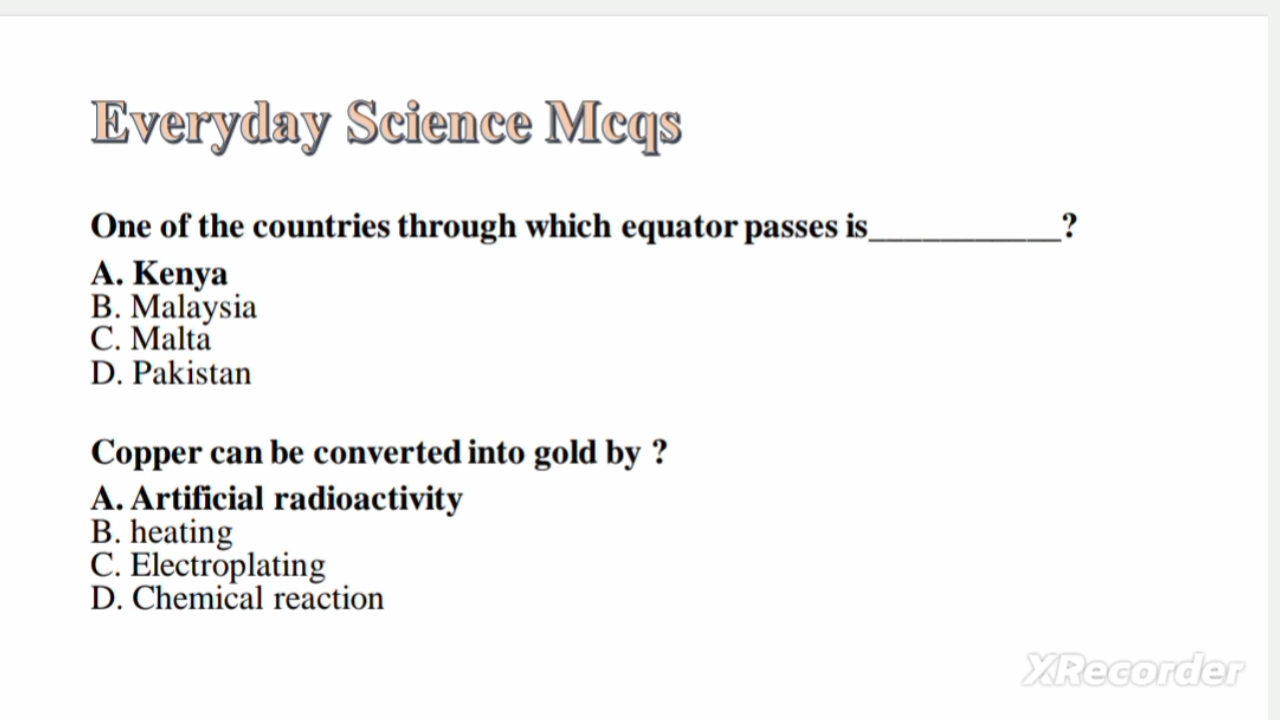 Everyday Science Mcqs
One of the countries through which equator passes is___________?
A. Kenya
B. Malaysia
C. Malta
D. Pakistan
Copper can be converted into gold by ?
A. Artificial radioactivity
B. heating
C. Electroplating
D. Chemical reaction
XRecorder